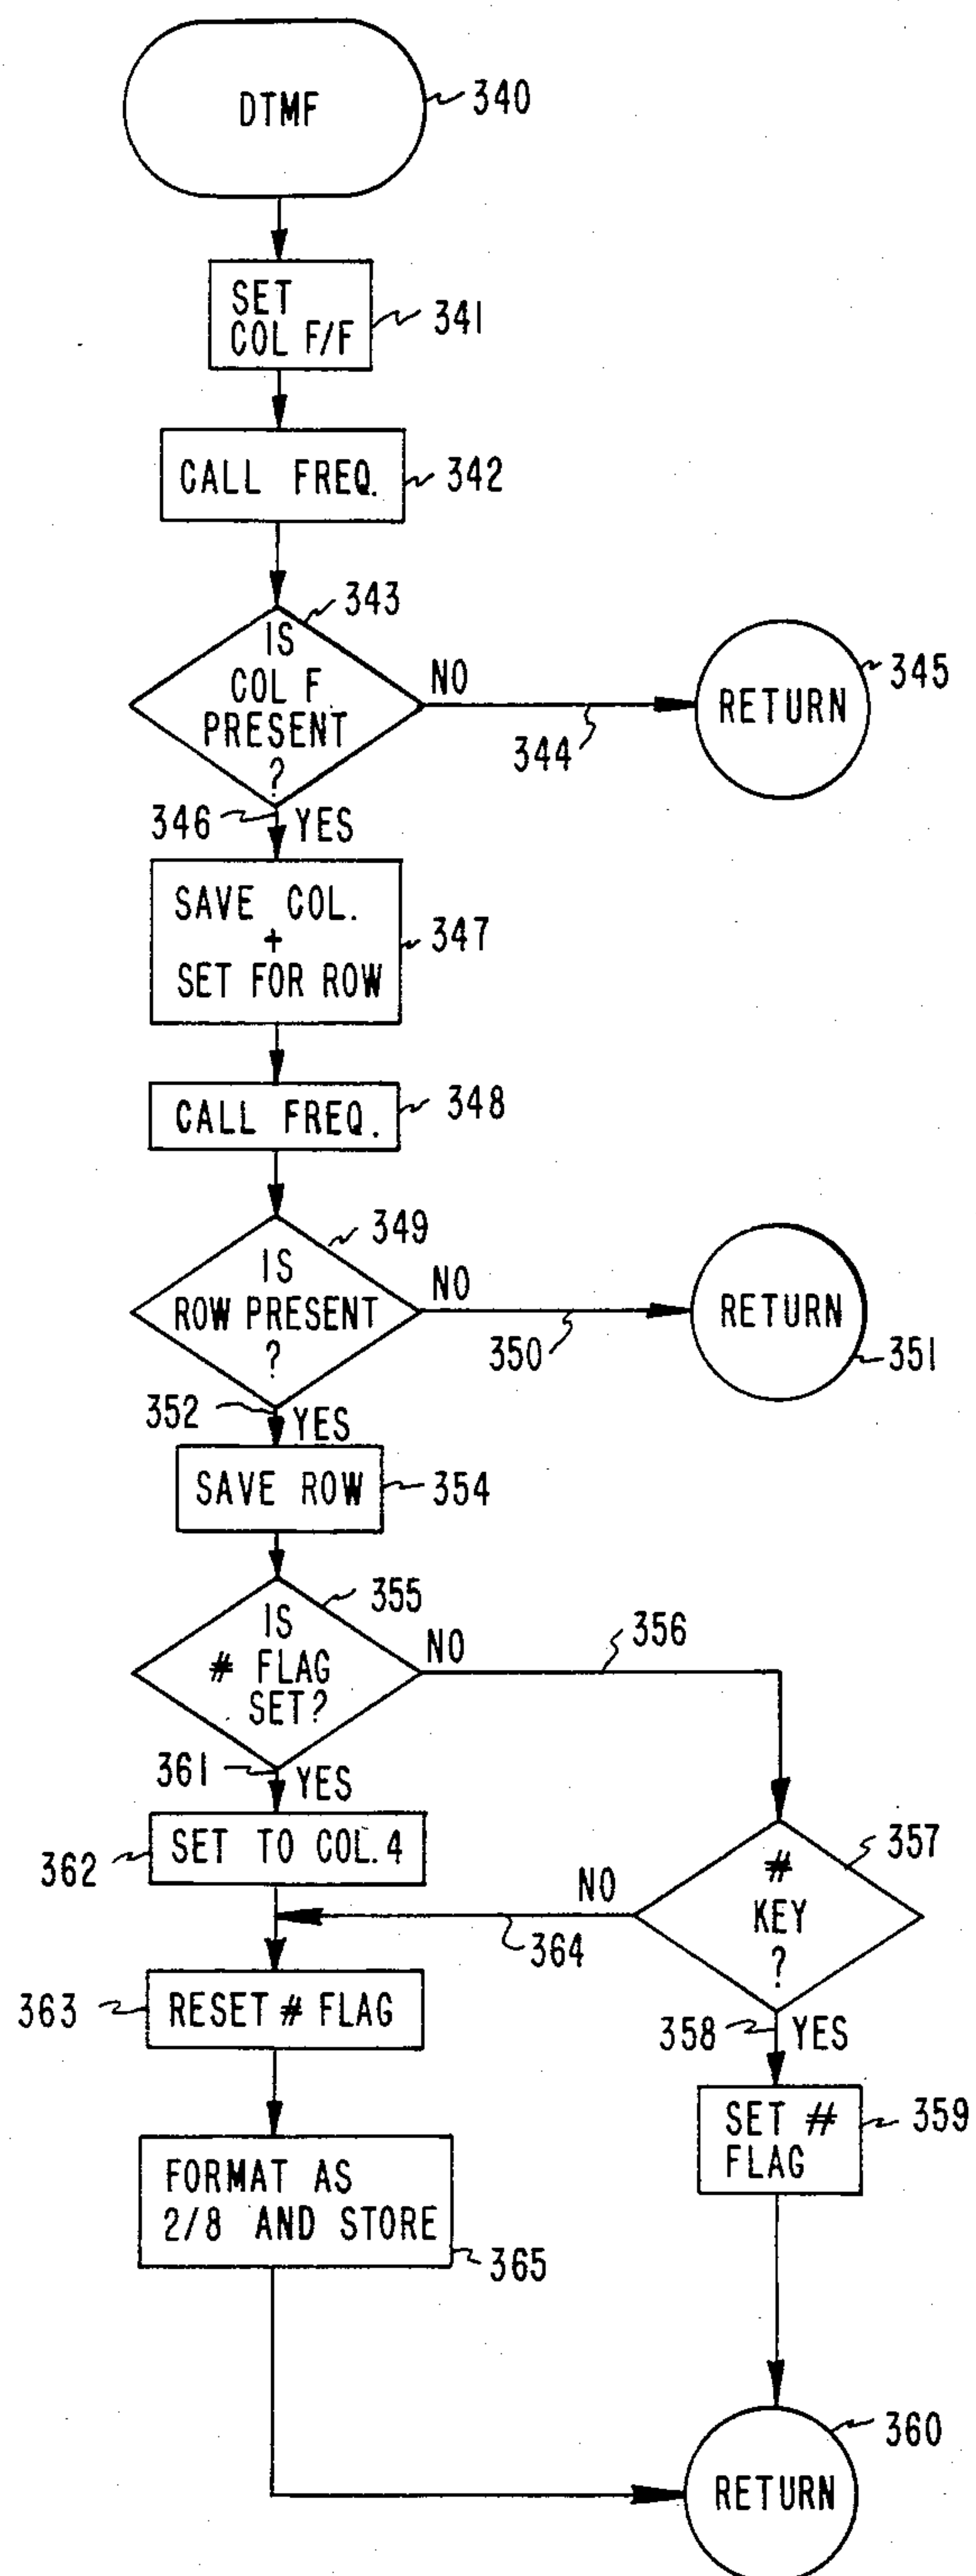 DTMF
340
SET
COL F/F
341
CALL FREQ.
342
343
IS
COL F
PRESENT
?
NO
344
RETURN
345
346
YES
SAVE COL.
+
SET FOR ROW
347
CALL FREQ.
348
349
IS
ROW PRESENT
?
NO
350
RETURN
351
352
YES
SAVE ROW
354
355
IS
# FLAG
SET?
NO
356
361
YES
SET TO COL. 4
362
357
#
KEY
?
NO
364
363
RESET # FLAG
358
YES
SET #
FLAG
359
FORMAT AS
2/8 AND STORE
365
360
RETURN